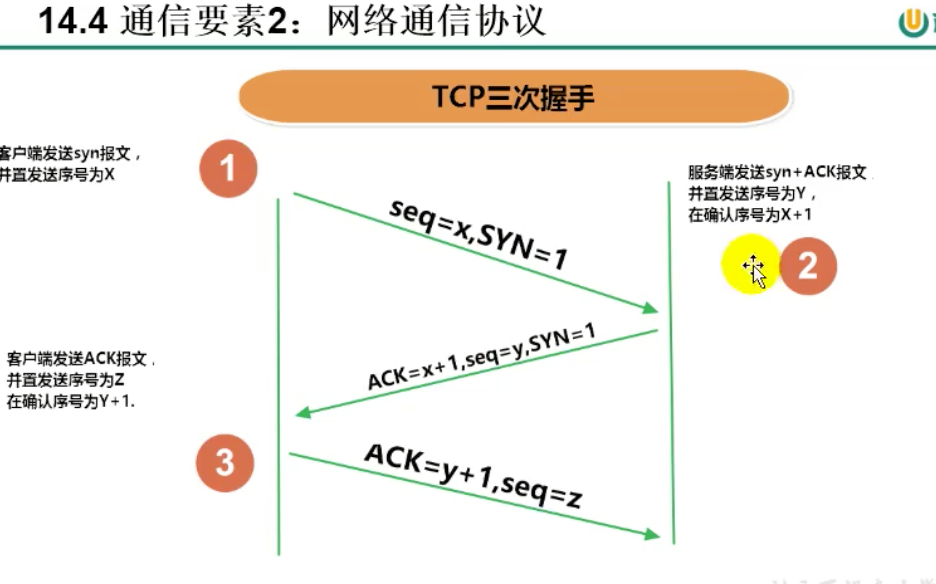 14.4 通信要素2：网络通信协议
TCP三次握手
客户端发送syn报文，
并置发送序号为X
1
服务端发送syn+ACK报文
并置发送序号为Y，
在确认序号为X+1
2
seq=x,SYN=1
ACK=x+1,seq=y,SYN=1
客户端发送ACK报文，
并置发送序号为Z
在确认序号为Y+1.
3
ACK=y+1,seq=z